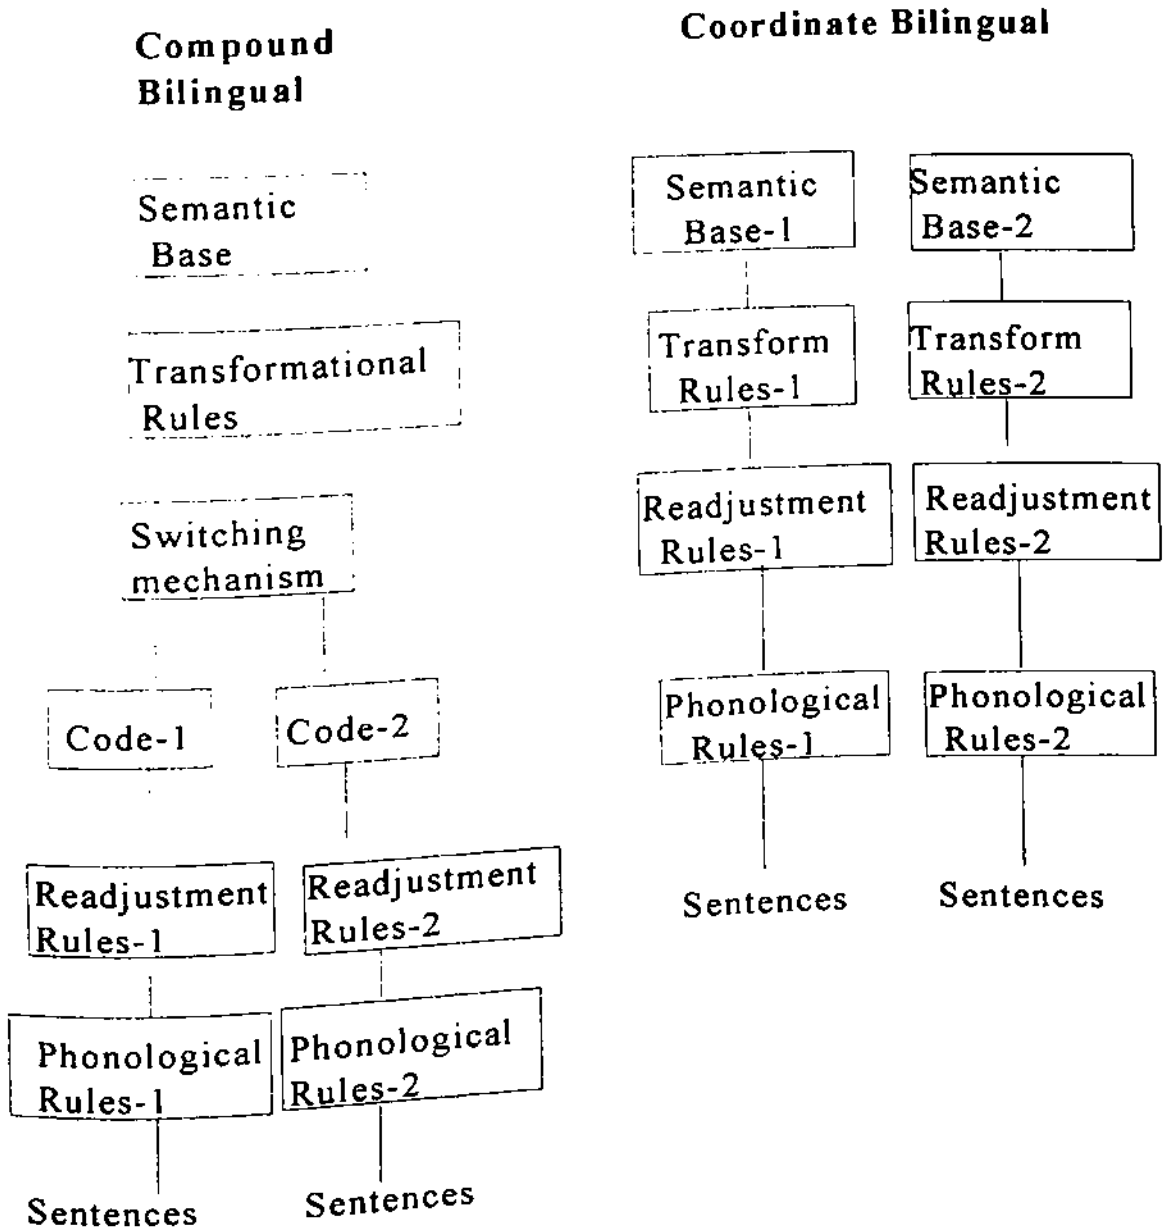 Compound
Bilingual
Semantic
Base
Transformational
Rules
Switching
mechanism
Code-1
Code-2
Readjustment
Rules-1
Readjustment
Rules-2
Phonological
Rules-1
Phonological
Rules-2
Sentences
Sentences
Coordinate Bilingual
Semantic
Base-1
Semantic
Base-2
Transform
Rules-1
Transform
Rules-2
Readjustment
Rules-1
Readjustment
Rules-2
Phonological
Rules-1
Phonological
Rules-2
Sentences
Sentences